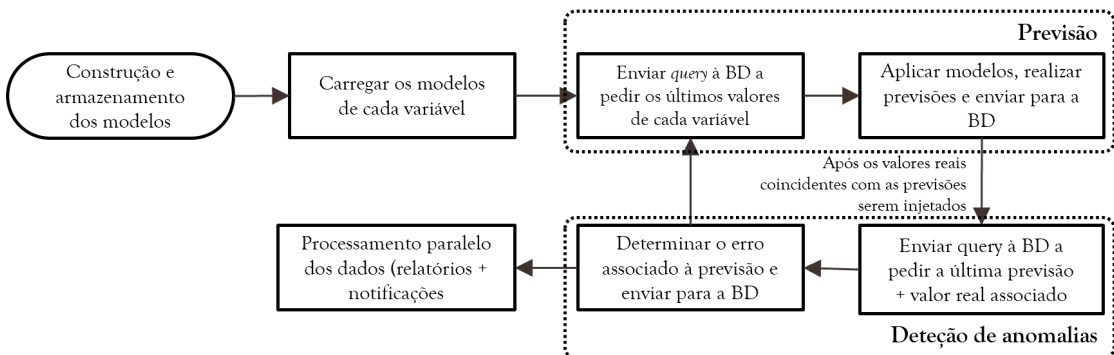 Previsão
Construção e
armazenamento
dos modelos
Carregar os modelos
de cada variável
Enviar query à BD a
pedir os últimos valores
de cada variável
Aplicar modelos, realizar
previsões e enviar para a
BD
Após os valores reais
coincidentes com as previsões
serem injetados
Processamento paralelo
dos dados (relatórios +
notificações
Determinar o erro
associado à previsão e
enviar para a BD
Enviar query à BD a
pedir a última previsão
+ valor real associado
Deteção de anomalias